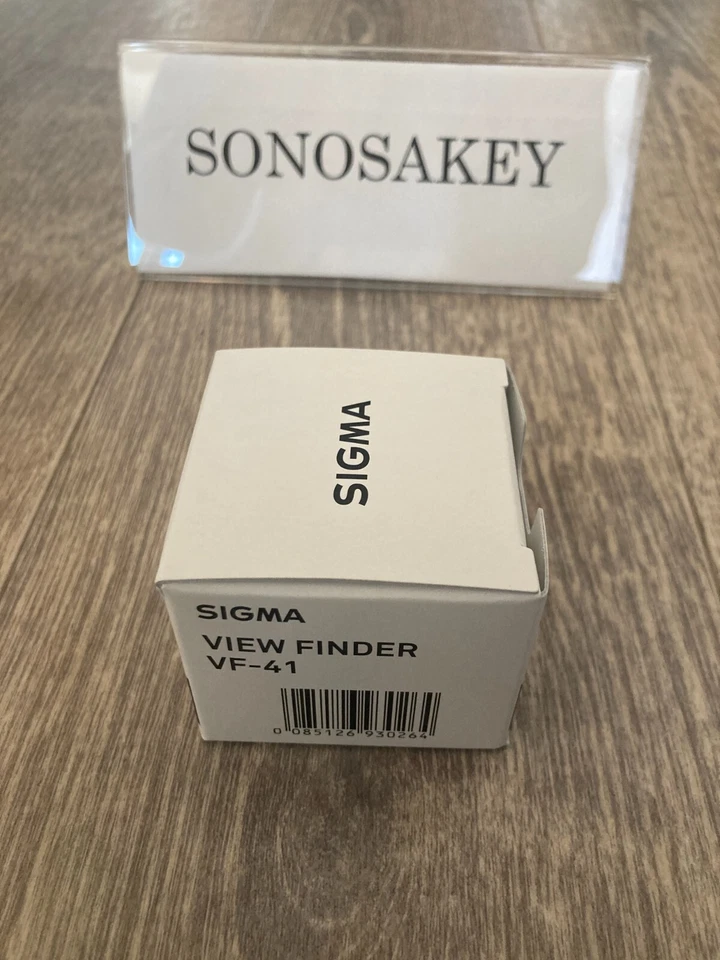 SONOSAKEY
SIGMA
SIGMA
VIEW FINDER
VF-41
0 085126 930264